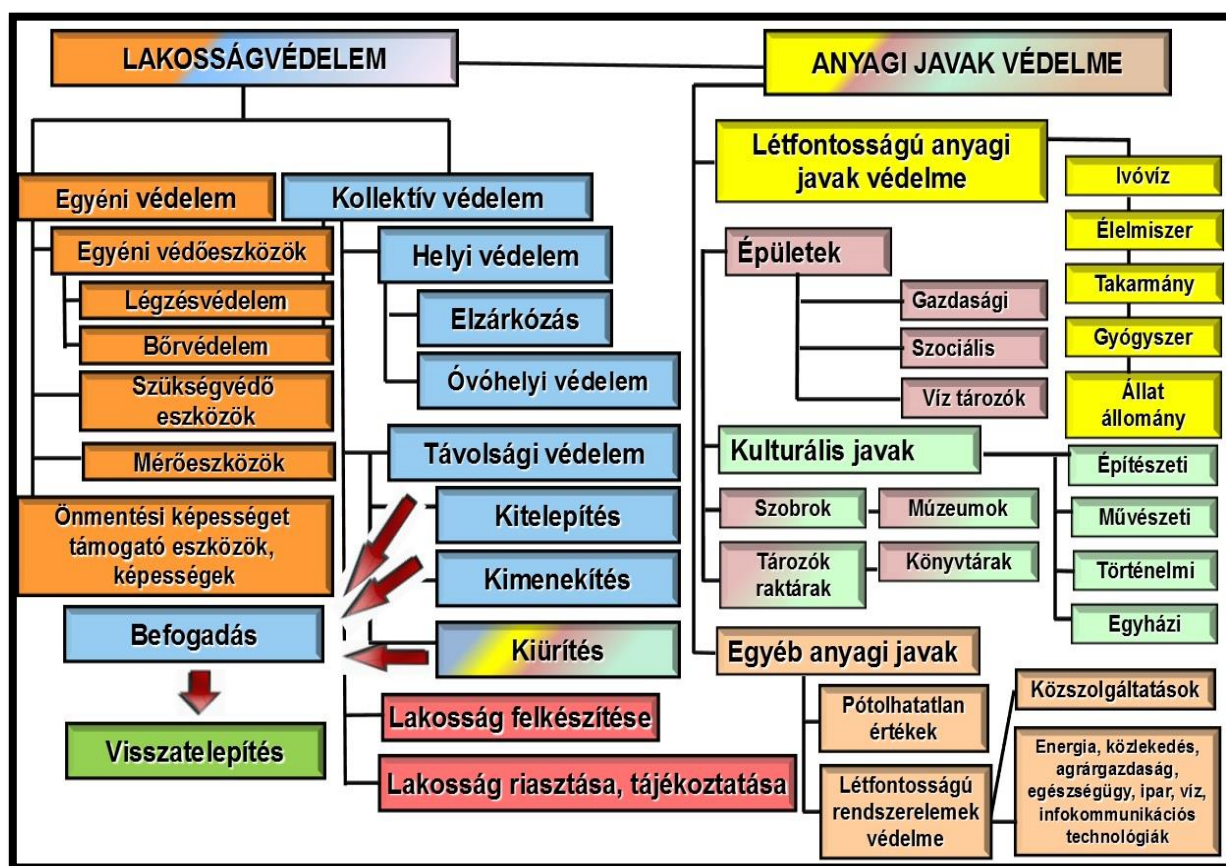 LAKOSSÁGVÉDELEM
Egyéni védelem
Egyéni védőeszközök
Légzésvédelem
Bőrvédelem
Szükségvédő
eszközök
Mérőeszközök
Önmentési képességet
támogató eszközök,
képességek
Kollektív védelem
Helyi védelem
Elzárkózás
Óvóhelyi védelem
Távolsági védelem
Kitelepítés
Kimenekítés
Kiürítés
Befogadás
Visszatelepítés
Lakosság felkészítése
Lakosság riasztása, tájékoztatása
ANYAGI JAVAK VÉDELME
Létfontosságú anyagi
javak védelme
Ivóvíz
Élelmiszer
Takarmány
Gyógyszer
Állat
állomány
Épületek
Gazdasági
Szociális
Víz tározók
Kulturális javak
Építészeti
Művészeti
Történelmi
Egyházi
Szobrok
Múzeumok
Tározók
raktárak
Könyvtárak
Egyéb anyagi javak
Pótolhatatlan
értékek
Létfontosságú
rendszerelemek
védelme
Közszolgáltatások
Energia, közlekedés,
agrárgazdaság,
egészségügy, ipar, víz,
infokommunikációs
technológiák